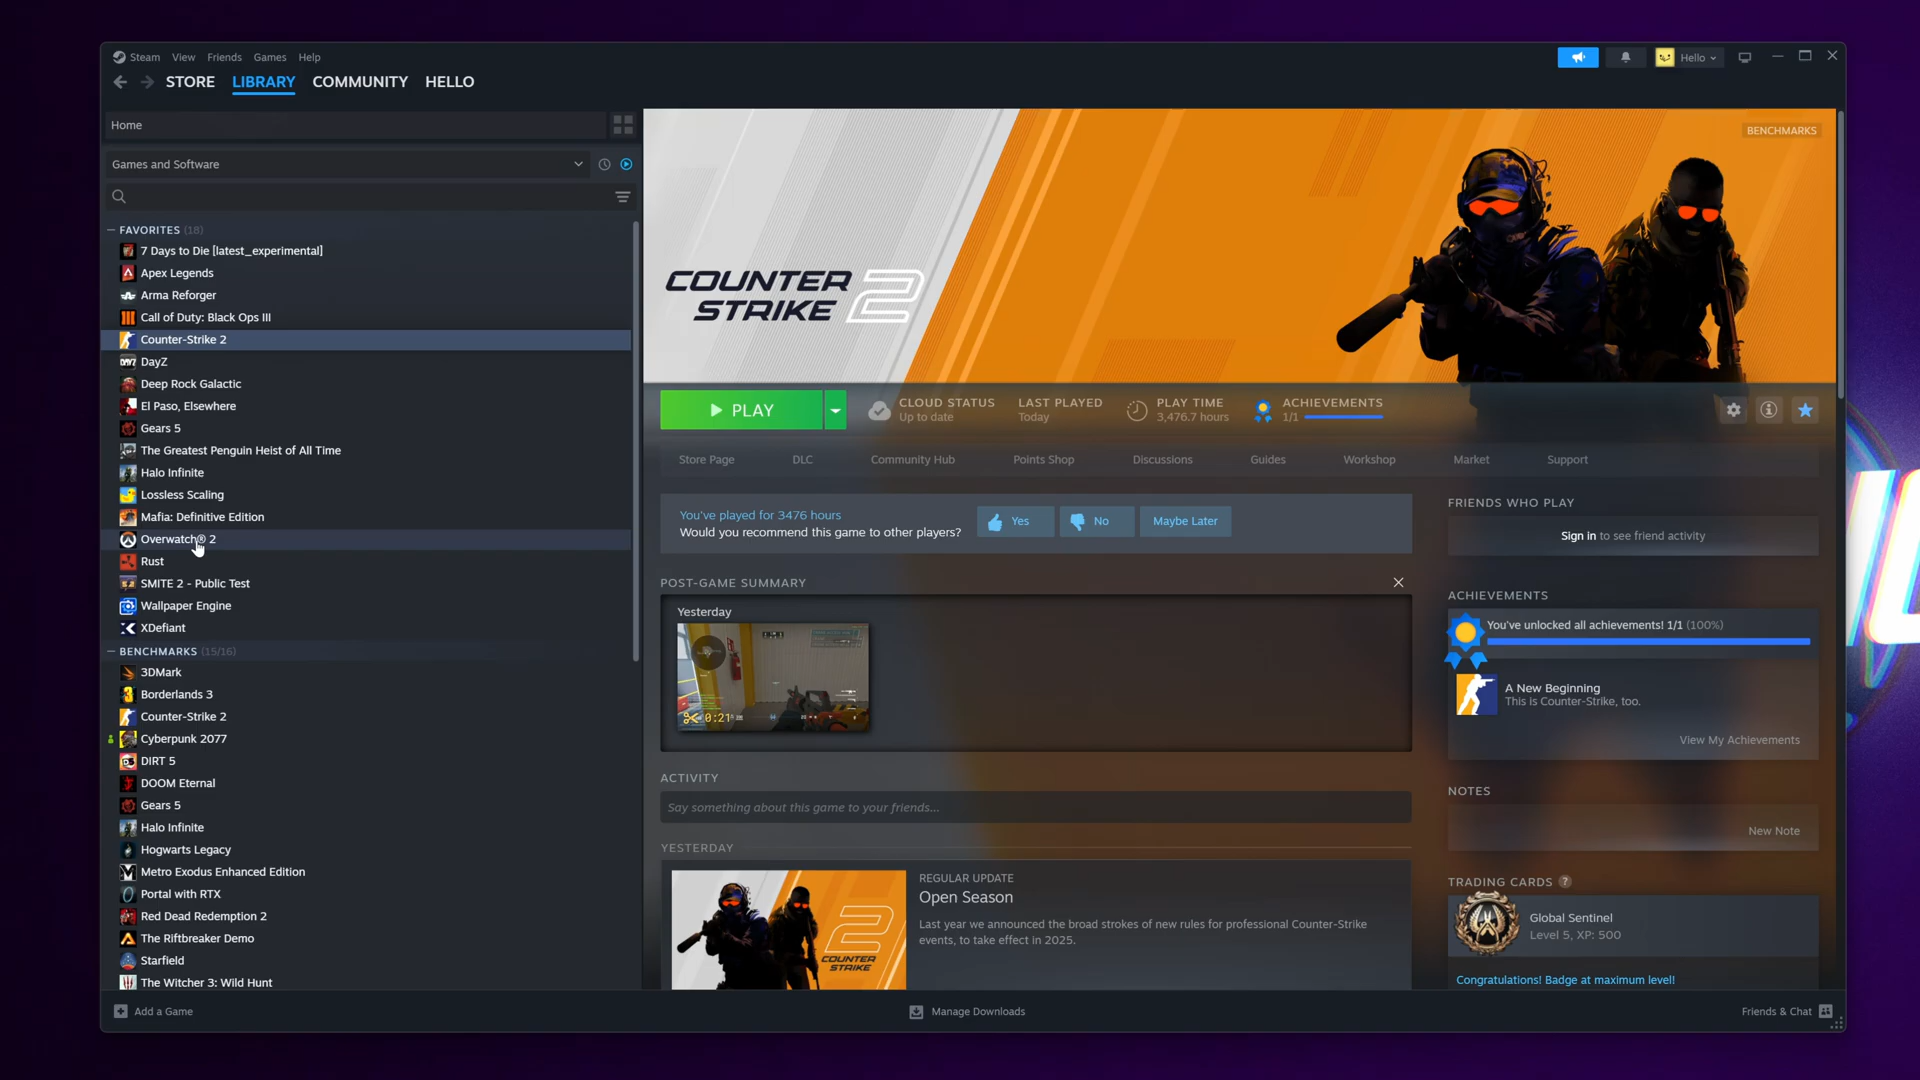 Steam View Friends Games Help
Hello
STORE LIBRARY COMMUNITY HELLO
Home
Games and Software
FAVORITES (18)
7 Days to Die [latest_experimental]
Apex Legends
Arma Reforger
Call of Duty: Black Ops III
Counter-Strike 2
DayZ
Deep Rock Galactic
El Paso, Elsewhere
Gears 5
The Greatest Penguin Heist of All Time
Halo Infinite
Lossless Scaling
Mafia: Definitive Edition
Overwatch® 2
Rust
SMITE 2 - Public Test
Wallpaper Engine
XDefiant
BENCHMARKS (15/16)
3DMark
Borderlands 3
Counter-Strike 2
Cyberpunk 2077
DIRT 5
DOOM Eternal
Gears 5
Halo Infinite
Hogwarts Legacy
Metro Exodus Enhanced Edition
Portal with RTX
Red Dead Redemption 2
The Riftbreaker Demo
Starfield
The Witcher 3: Wild Hunt
BENCHMARKS
COUNTER
STRIKE 2
PLAY
CLOUD STATUS
Up to date
LAST PLAYED
Today
PLAY TIME
3,476.7 hours
ACHIEVEMENTS
1/1
Store Page DLC Community Hub Points Shop Discussions Guides Workshop Market Support
You've played for 3476 hours
Would you recommend this game to other players?
Yes No Maybe Later
POST-GAME SUMMARY
Yesterday
0:21
ACTIVITY
Say something about this game to your friends...
YESTERDAY
COUNTER
STRIKE 2
REGULAR UPDATE
Open Season
Last year we announced the broad strokes of new rules for professional Counter-Strike
events, to take effect in 2025.
FRIENDS WHO PLAY
Sign in to see friend activity
ACHIEVEMENTS
You've unlocked all achievements! 1/1 (100%)
A New Beginning
This is Counter-Strike, too.
View My Achievements
NOTES
New Note
TRADING CARDS ?
Global Sentinel
Level 5, XP: 500
Congratulations! Badge at maximum level!
Add a Game
Manage Downloads
Friends & Chat